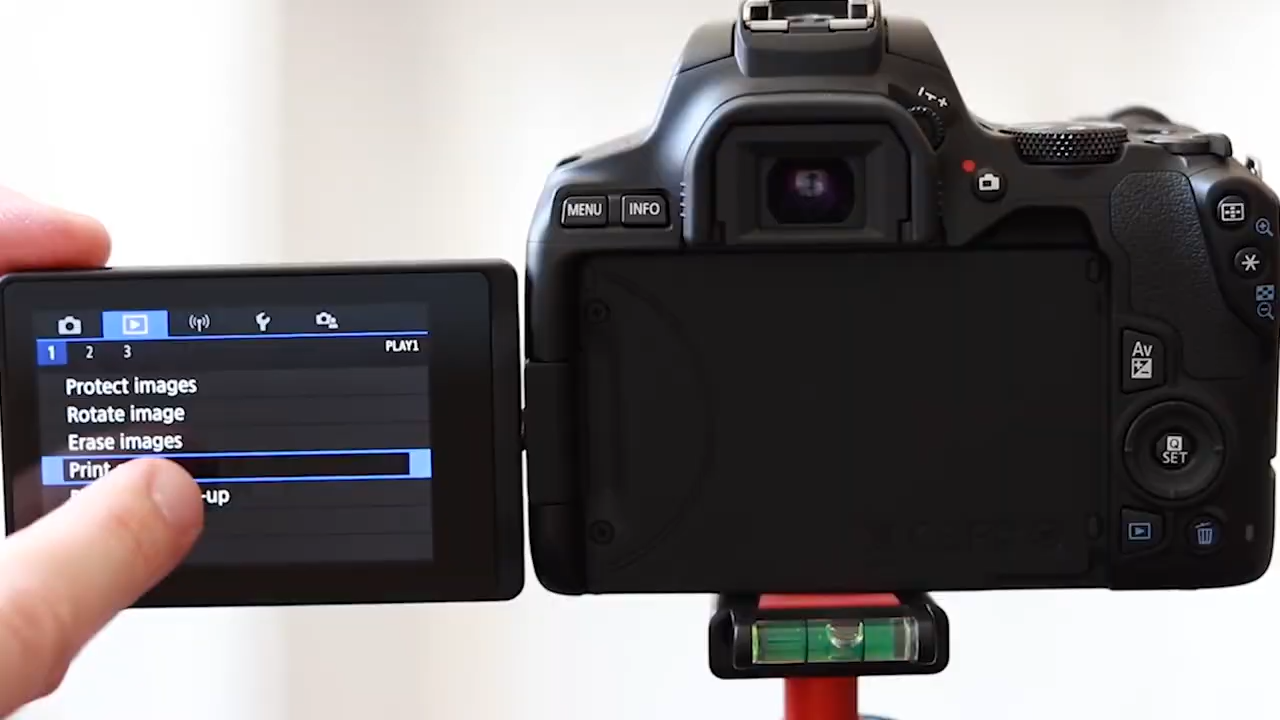 MENU
INFO
1
2
3
PLAY1
Protect images
Rotate image
Erase images
Print
-up
Av
Q
SET